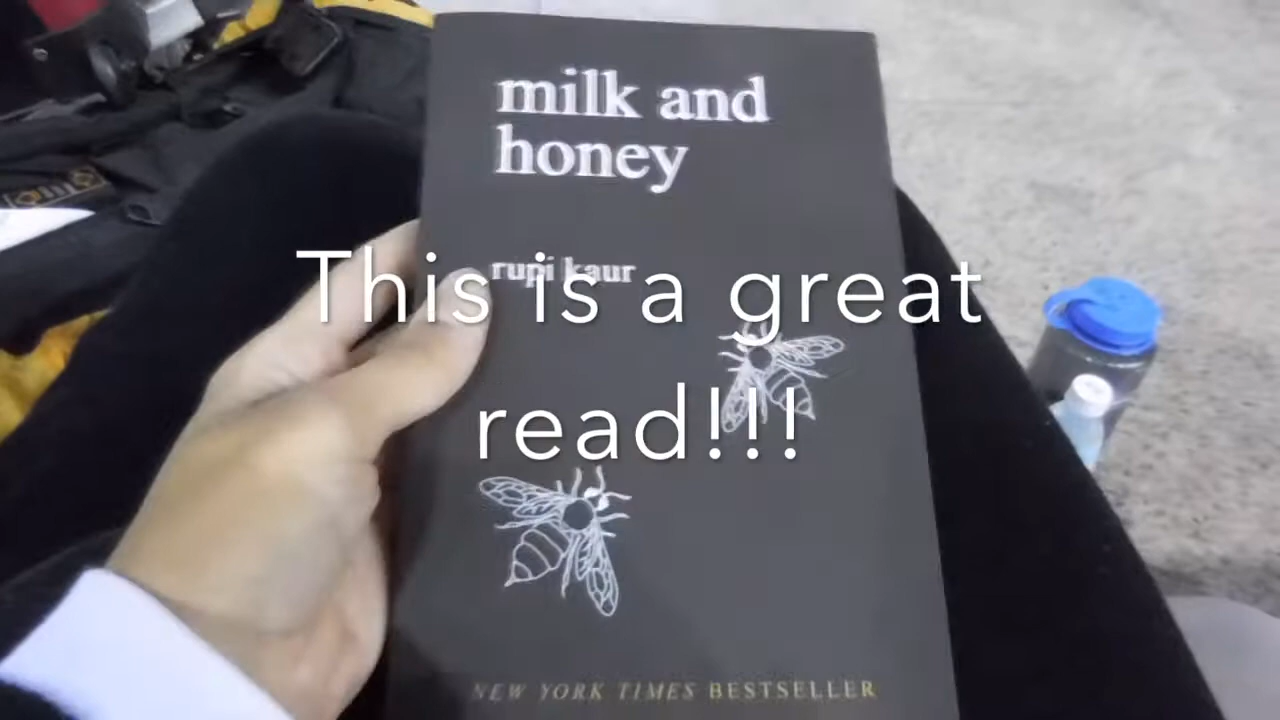 milk and
honey
rupi kaur
This is a great
read!!!
NEW YORK TIMES BESTSELLER